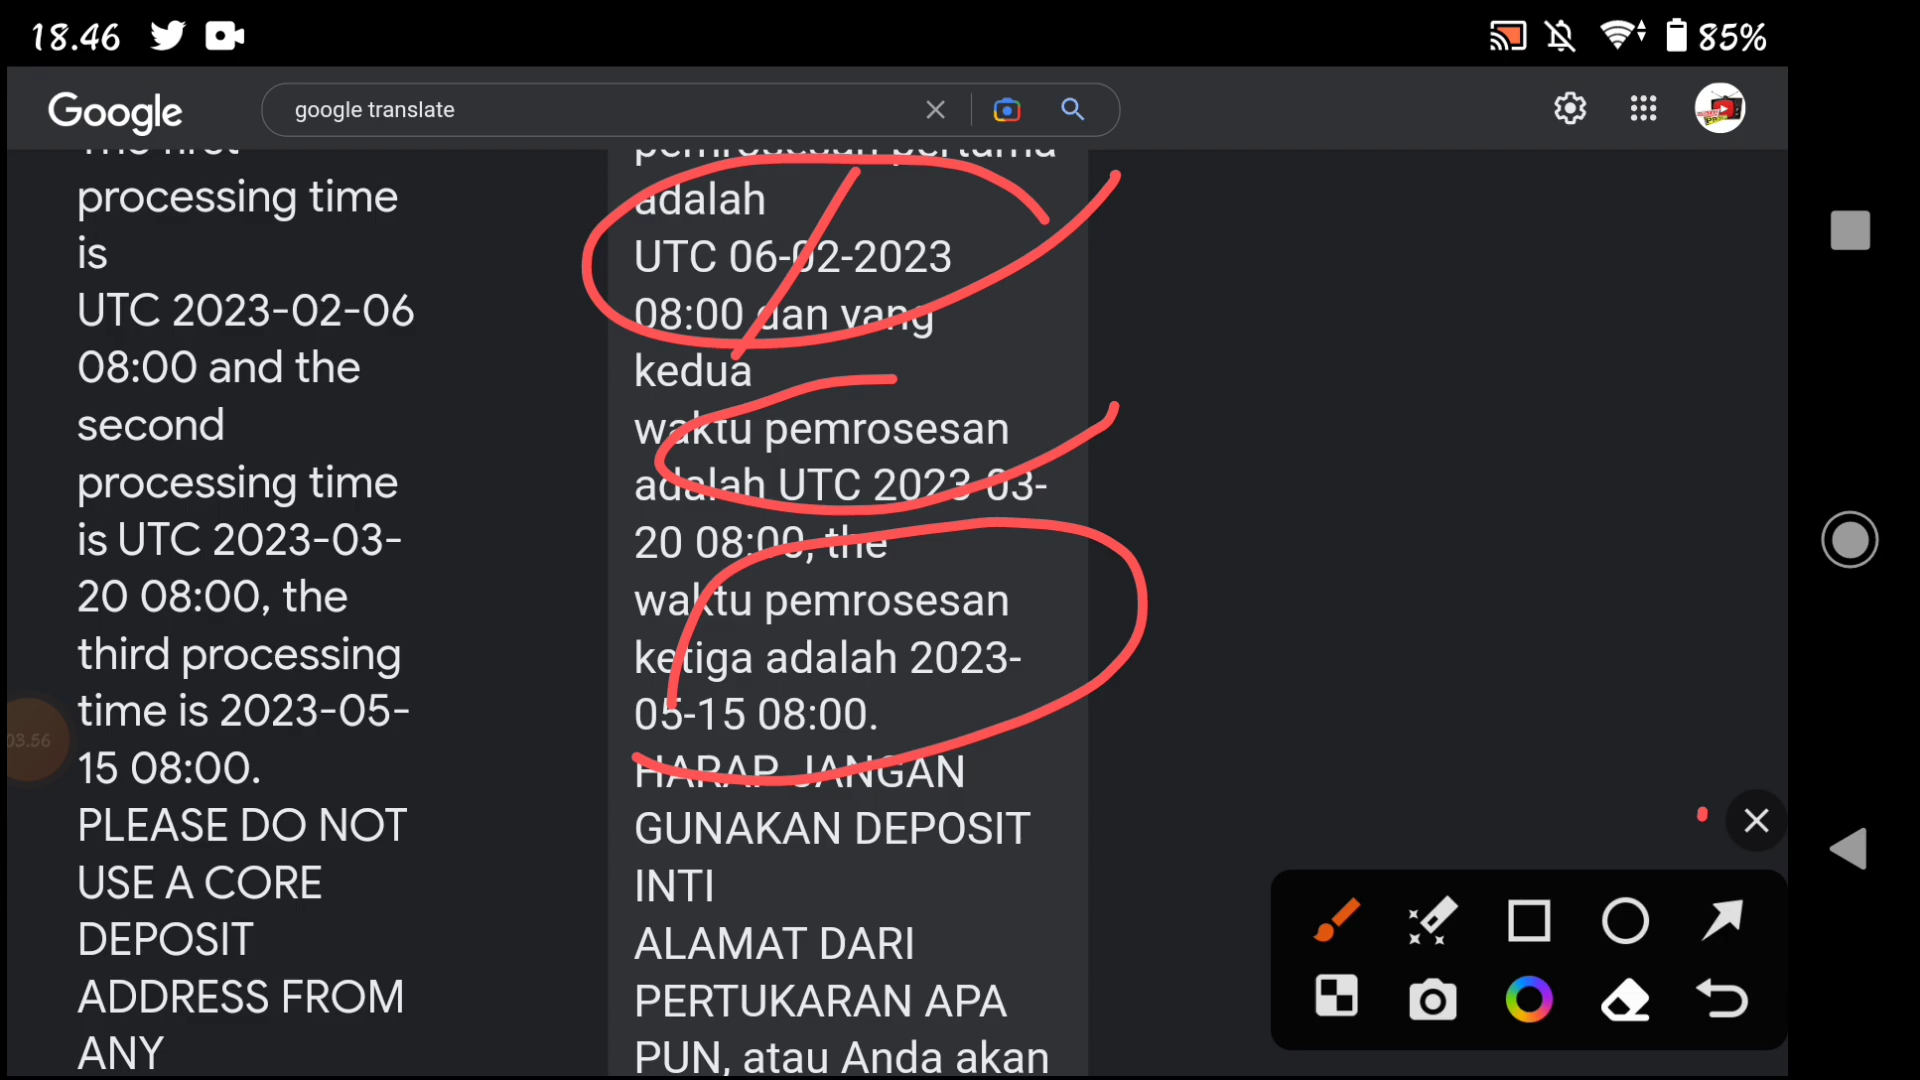 18.46
85%
Google
google translate
processing time
is
UTC 2023-02-06
08:00 and the
second
processing time
is UTC 2023-03-
20 08:00, the
third processing
time is 2023-05-
15 08:00.
PLEASE DO NOT
USE A CORE
DEPOSIT
ADDRESS FROM
ANY
pemrosesan pertama
adalah
UTC 06-02-2023
08:00 dan yang
kedua
waktu pemrosesan
adalah UTC 2023-03-
20 08:00, the
waktu pemrosesan
ketiga adalah 2023-
05-15 08:00.
HARAP JANGAN
GUNAKAN DEPOSIT
INTI
ALAMAT DARI
PERTUKARAN APA
PUN, atau Anda akan
03.56